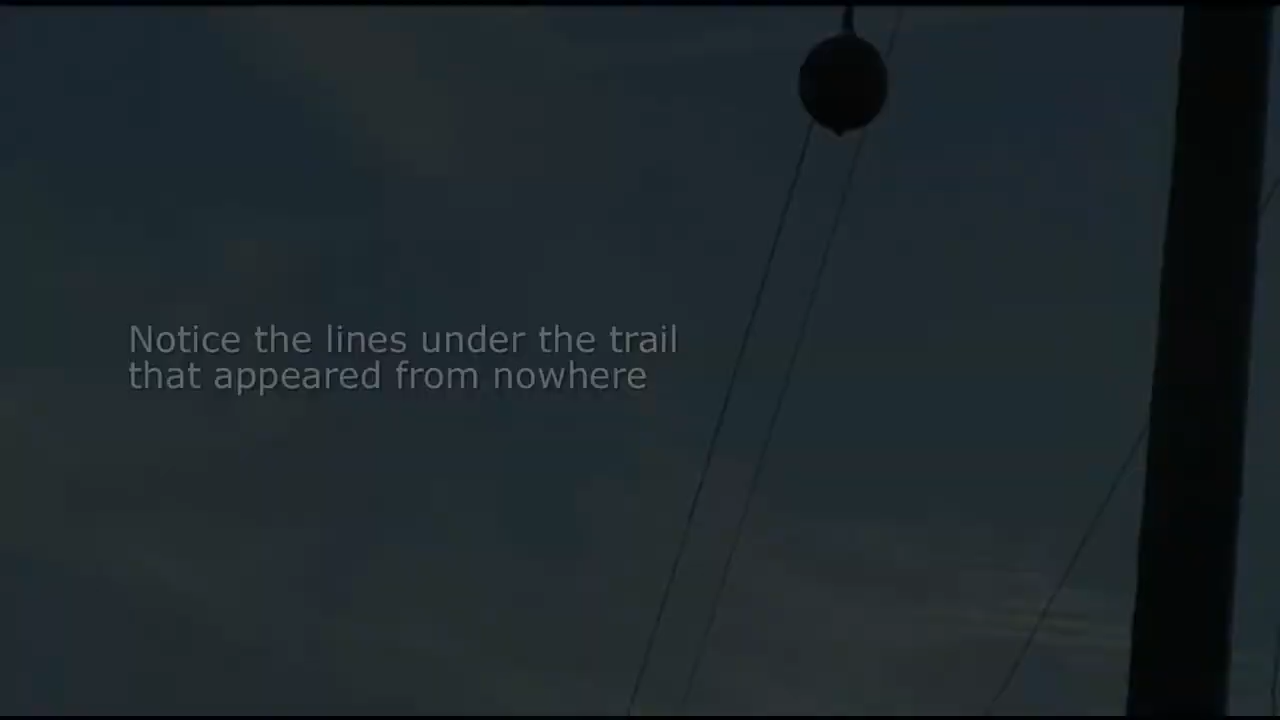 Notice the lines under the trail
that appeared from nowhere